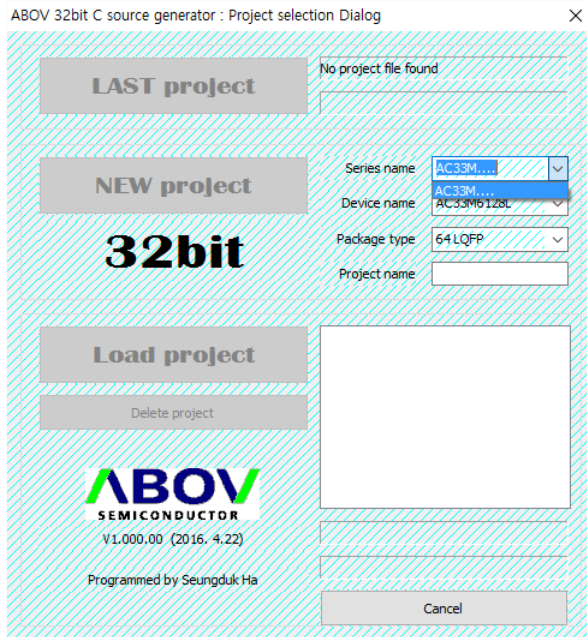 ABOV 32bit C source generator : Project selection Dialog
LAST project
No project file found
NEW project
Series name
AC33M....
AC33M....
Device name
AC33M6128L
32bit
Package type
64 LQFP
Project name
Load project
Delete project
ABOV
SEMICONDUCTOR
V1.000.00 (2016. 4.22)
Programmed by Seungduk Ha
Cancel